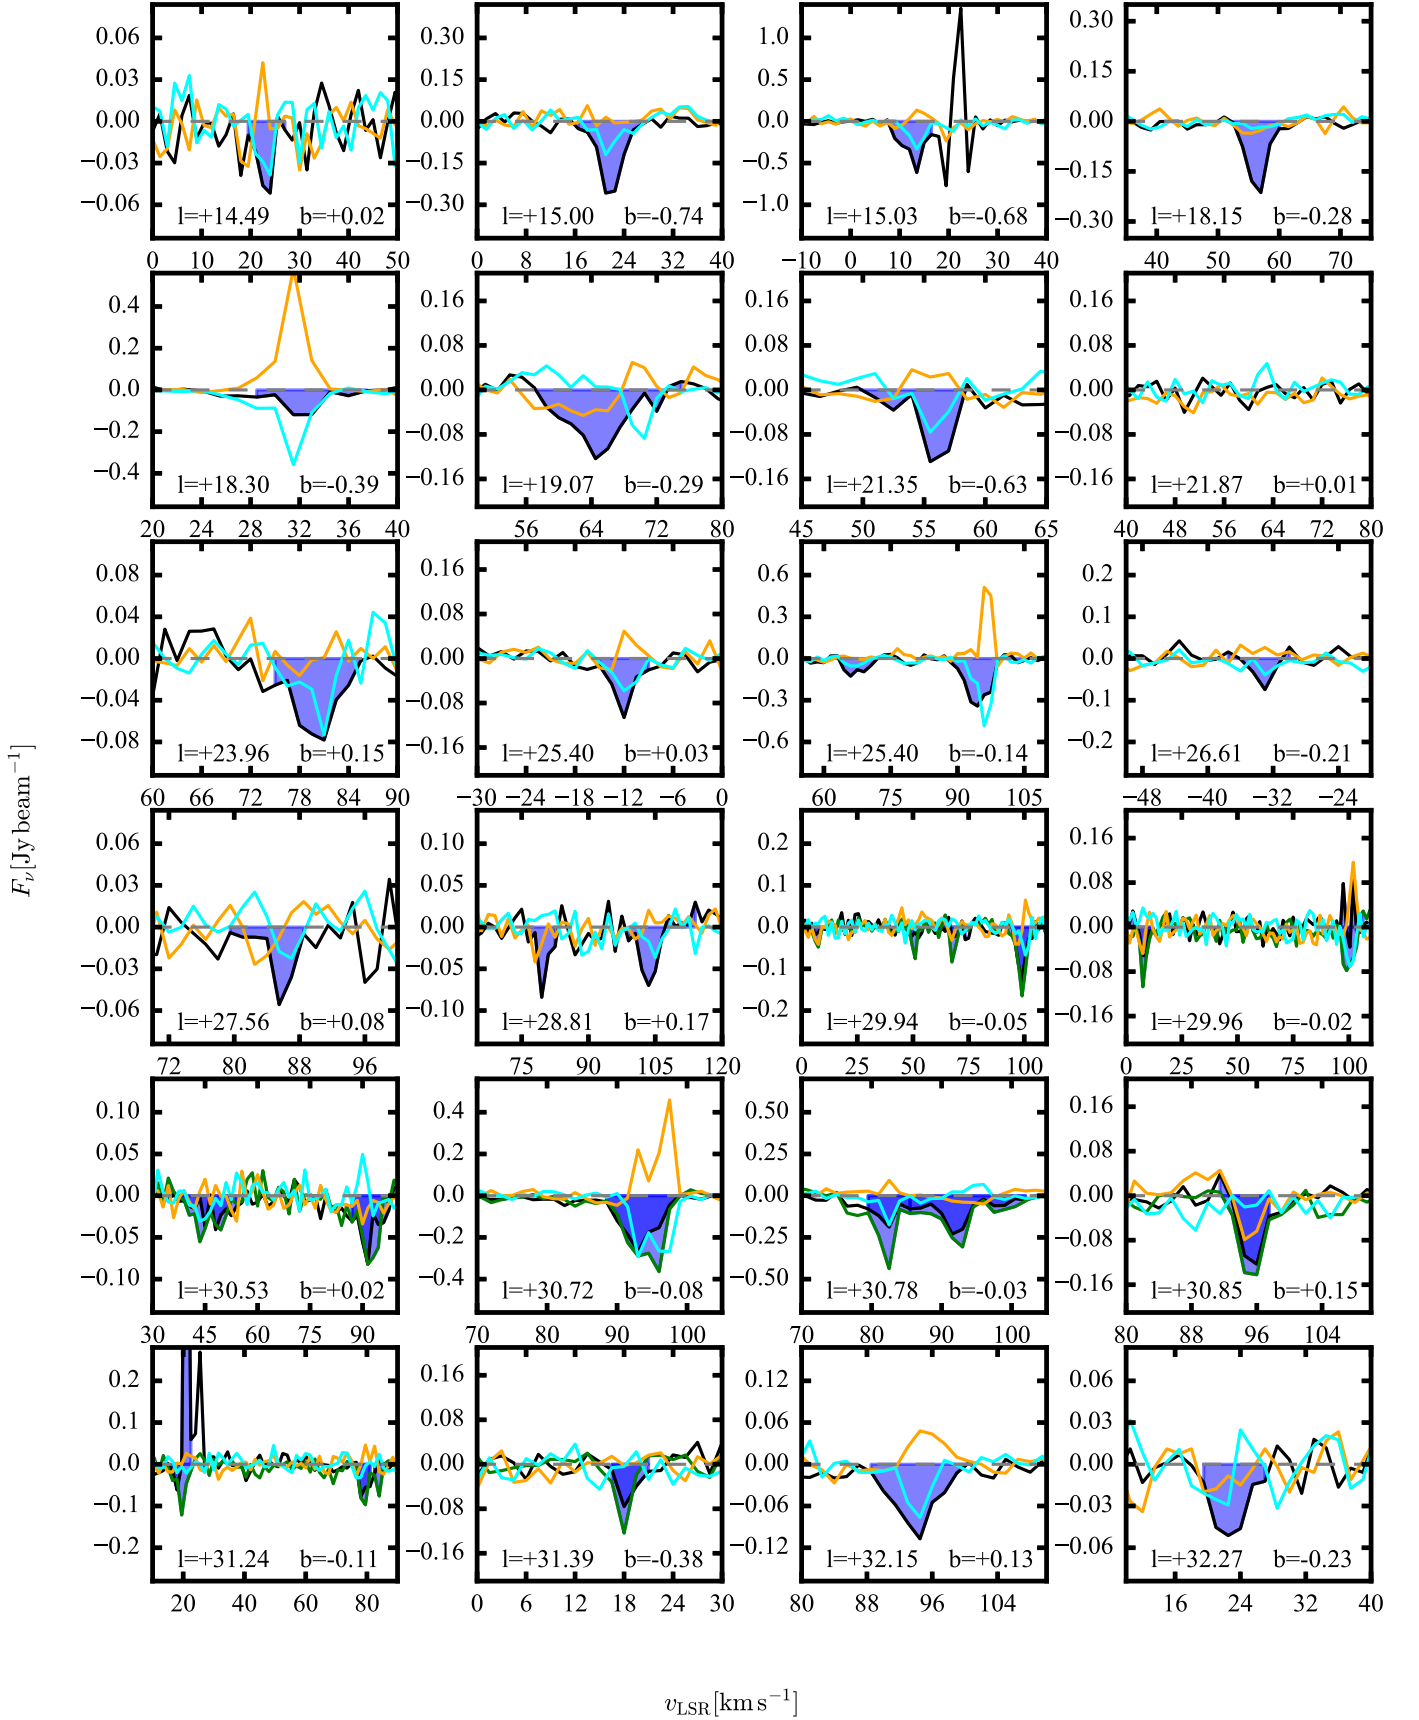 0.06
0.03
0.00
−0.03
−0.06
l=+14.49 b=+0.02
0 10 20 30 40 50
0.30
0.15
0.00
−0.15
−0.30
l=+15.00 b=−0.74
0 8 16 24 32 40
1.0
0.5
0.0
−0.5
−1.0
l=+15.03 b=−0.68
−10 0 10 20 30 40
0.30
0.15
0.00
−0.15
−0.30
l=+18.15 b=−0.28
40 50 60 70
0.4
0.2
0.0
−0.2
−0.4
l=+18.30 b=−0.39
20 24 28 32 36 40
0.16
0.08
0.00
−0.08
−0.16
l=+19.07 b=−0.29
56 64 72 80
0.16
0.08
0.00
−0.08
−0.16
l=+21.35 b=−0.63
45 50 55 60 65
0.16
0.08
0.00
−0.08
−0.16
l=+21.87 b=+0.01
40 48 56 64 72 80
0.08
0.04
0.00
−0.04
−0.08
l=+23.96 b=+0.15
60 66 72 78 84 90
0.16
0.08
0.00
−0.08
−0.16
l=+25.40 b=+0.03
−30 −24 −18 −12 −6 0
0.6
0.3
0.0
−0.3
−0.6
l=+25.40 b=−0.14
60 75 90 105
0.2
0.1
0.0
−0.1
−0.2
l=+26.61 b=−0.21
−48 −40 −32 −24
0.06
0.03
0.00
−0.03
−0.06
l=+27.56 b=+0.08
72 80 88 96
0.10
0.05
0.00
−0.05
−0.10
l=+28.81 b=+0.17
75 90 105 120
0.2
0.1
0.0
−0.1
−0.2
l=+29.94 b=−0.05
0 25 50 75 100
0.16
0.08
0.00
−0.08
−0.16
l=+29.96 b=−0.02
0 25 50 75 100
0.10
0.05
0.00
−0.05
−0.10
l=+30.53 b=+0.02
30 45 60 75 90
0.4
0.2
0.0
−0.2
−0.4
l=+30.72 b=−0.08
70 80 90 100
0.50
0.25
0.00
−0.25
−0.50
l=+30.78 b=−0.03
70 80 90 100
0.16
0.08
0.00
−0.08
−0.16
l=+30.85 b=+0.15
80 88 96 104
0.2
0.1
0.0
−0.1
−0.2
l=+31.24 b=−0.11
20 40 60 80
0.16
0.08
0.00
−0.08
−0.16
l=+31.39 b=−0.38
0 6 12 18 24 30
0.12
0.06
0.00
−0.06
−0.12
l=+32.15 b=+0.13
80 88 96 104
0.06
0.03
0.00
−0.03
−0.06
l=+32.27 b=−0.23
16 24 32 40
F_ν [Jy beam⁻¹]
v_LSR [km s⁻¹]